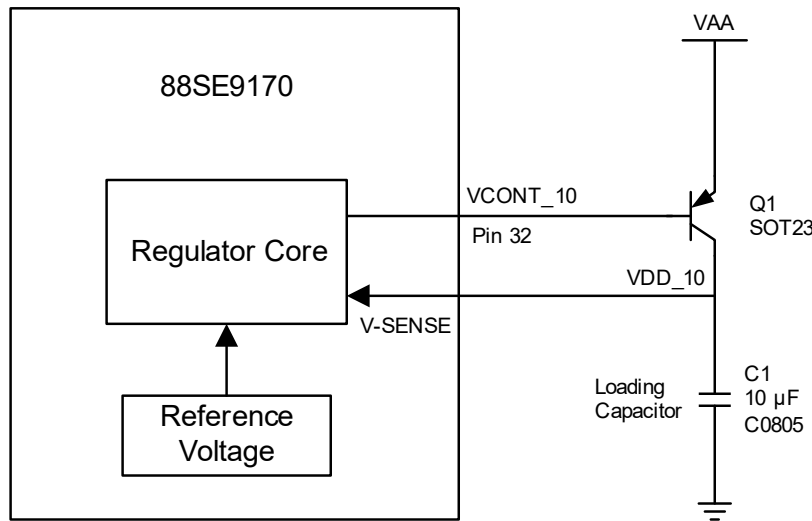 VAA
88SE9170
VCONT_10
Pin 32
Q1
SOT23
Regulator Core
VDD_10
V-SENSE
Reference
Voltage
Loading
Capacitor
C1
10 µF
C0805